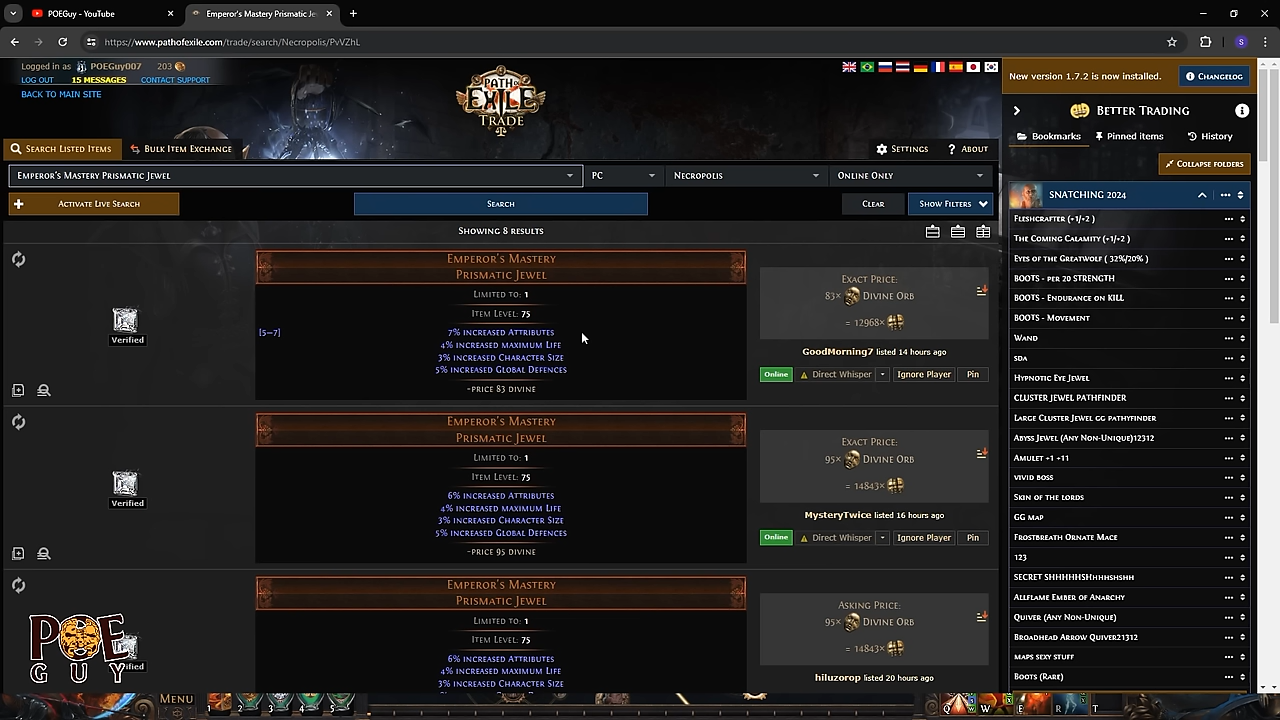 POEGuy - YouTube
Emperor's Mastery Prismatic Je
https://www.pathofexile.com/trade/search/Necropolis/PvVZhL
Logged in as POEGuy007 203
LOG OUT 15 MESSAGES CONTACT SUPPORT
BACK TO MAIN SITE
PATH OF EXILE TRADE
SEARCH LISTED ITEMS
BULK ITEM EXCHANGE
SETTINGS
? ABOUT
EMPEROR'S MASTERY PRISMATIC JEWEL
PC
NECROPOLIS
ONLINE ONLY
ACTIVATE LIVE SEARCH
SEARCH
CLEAR
SHOW FILTERS
SHOWING 8 RESULTS
Verified
EMPEROR'S MASTERY
PRISMATIC JEWEL
LIMITED TO: 1
ITEM LEVEL: 75
[5—7]
7% INCREASED ATTRIBUTES
4% INCREASED MAXIMUM LIFE
3% INCREASED CHARACTER SIZE
5% INCREASED GLOBAL DEFENCES
~PRICE 83 DIVINE
EXACT PRICE:
83× DIVINE ORB
= 12968×
GoodMorning7 listed 14 hours ago
Online
Direct Whisper
Ignore Player
Pin
Verified
EMPEROR'S MASTERY
PRISMATIC JEWEL
LIMITED TO: 1
ITEM LEVEL: 75
6% INCREASED ATTRIBUTES
4% INCREASED MAXIMUM LIFE
3% INCREASED CHARACTER SIZE
5% INCREASED GLOBAL DEFENCES
~PRICE 95 DIVINE
EXACT PRICE:
95× DIVINE ORB
= 14843×
MysteryTwice listed 16 hours ago
Online
Direct Whisper
Ignore Player
Pin
EMPEROR'S MASTERY
PRISMATIC JEWEL
LIMITED TO: 1
ITEM LEVEL: 75
6% INCREASED ATTRIBUTES
4% INCREASED MAXIMUM LIFE
3% INCREASED CHARACTER SIZE
ASKING PRICE:
95× DIVINE ORB
= 14843×
hiluzorop listed 20 hours ago
POE
GUY
New version 1.7.2 is now installed.
CHANGELOG
BETTER TRADING
Bookmarks
Pinned items
History
COLLAPSE FOLDERS
SNATCHING 2024
FLESHCRAFTER (+1/+2 )
THE COMING CALAMITY (+1/+2 )
EYES OF THE GREATWOLF ( 32%/20% )
BOOTS - PER 20 STRENGTH
BOOTS - ENDURANCE ON KILL
BOOTS - MOVEMENT
WAND
SDA
HYPNOTIC EYE JEWEL
CLUSTER JEWEL PATHFINDER
LARGE CLUSTER JEWEL GG PATHYFINDER
ABYSS JEWEL (ANY NON-UNIQUE)12312
AMULET +1 +11
VIVID BOSS
SKIN OF THE LORDS
GG MAP
FROSTBREATH ORNATE MACE
123
SECRET SHHHHHSHHHHSHSHH
ALLFLAME EMBER OF ANARCHY
QUIVER (ANY NON-UNIQUE)
BROADHEAD ARROW QUIVER21312
MAPS SEXY STUFF
BOOTS (RARE)
MENU
1 2 3 4 5
Q W E R T